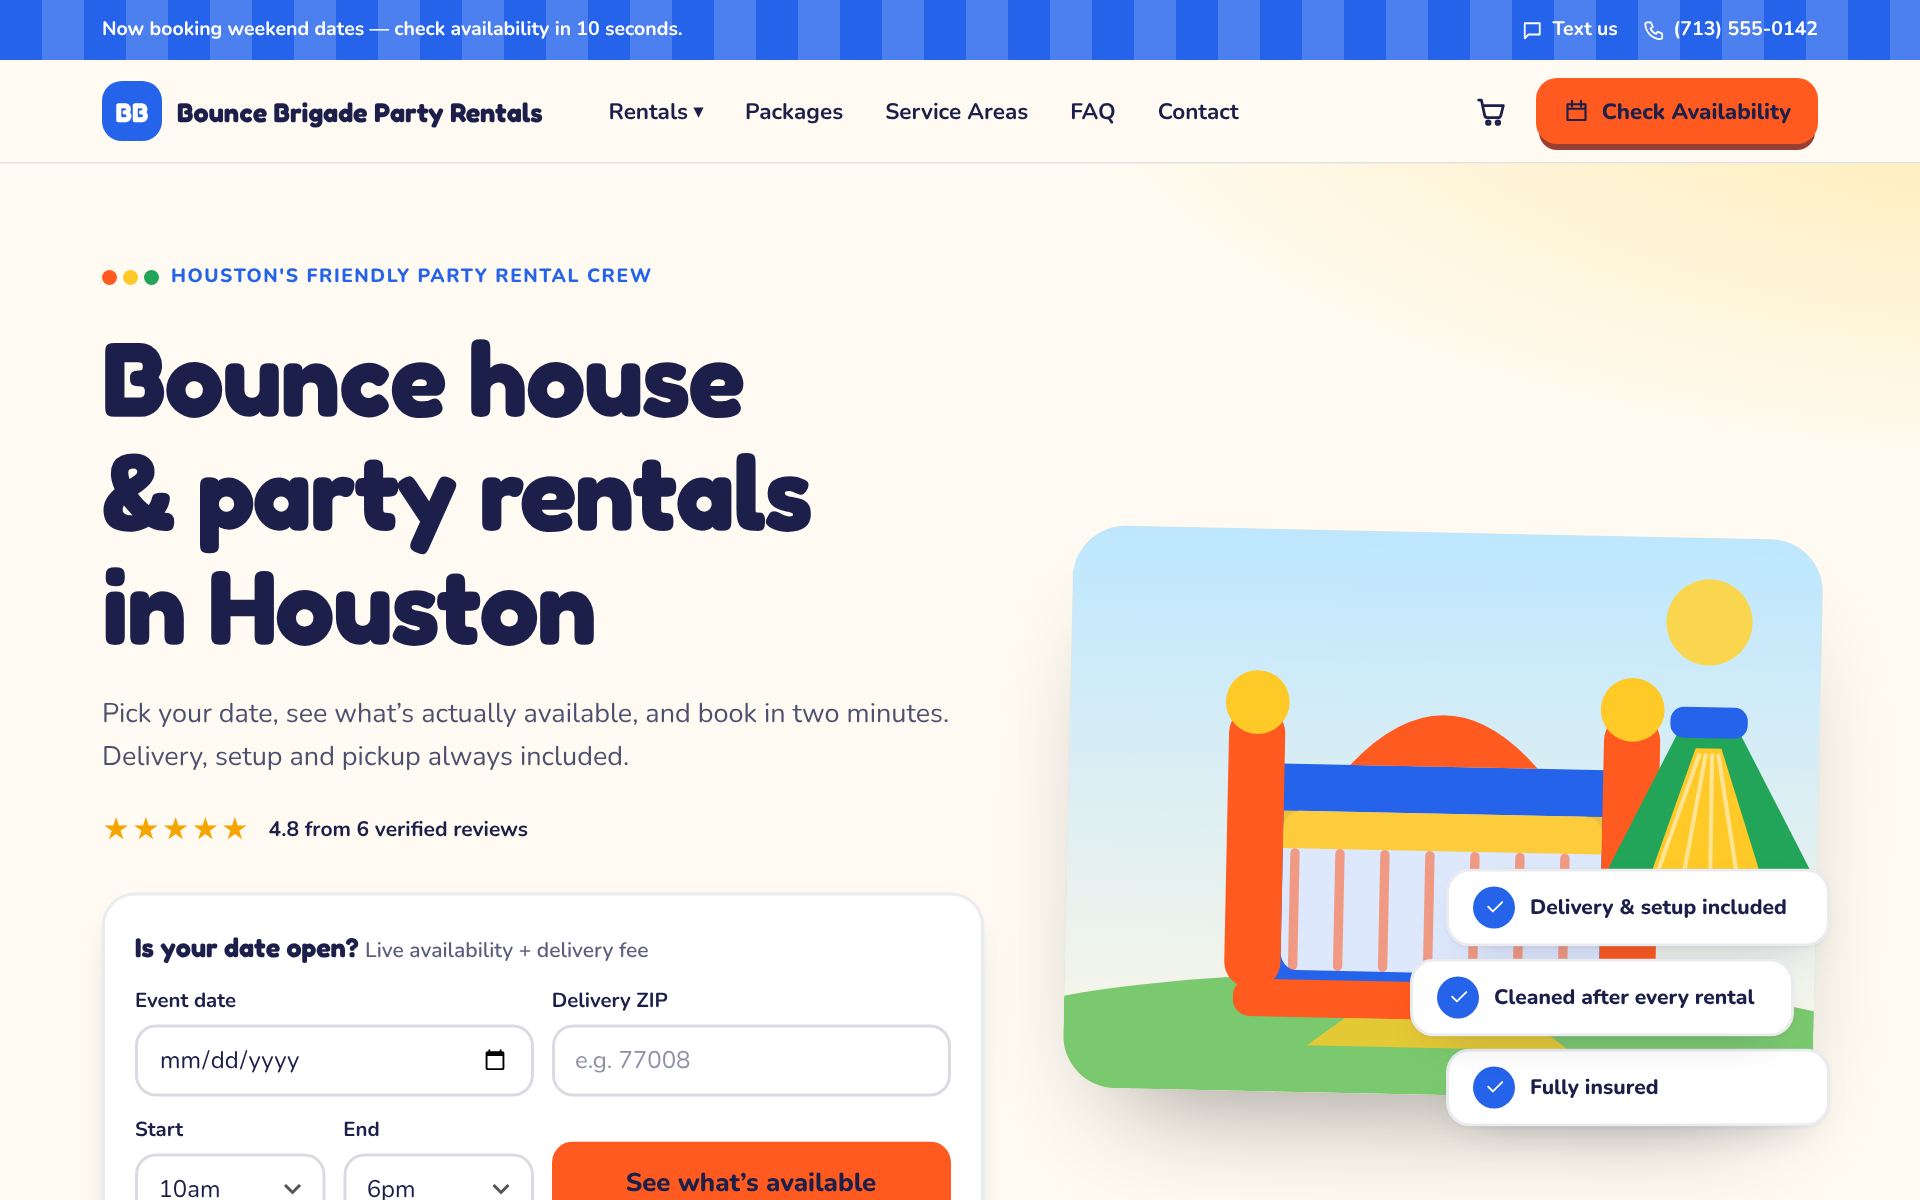 Now booking weekend dates — check availability in 10 seconds.
Text us
(713) 555-0142
BB
Bounce Brigade Party Rentals
Rentals ▾
Packages
Service Areas
FAQ
Contact
Check Availability
HOUSTON'S FRIENDLY PARTY RENTAL CREW
Bounce house
& party rentals
in Houston
Pick your date, see what’s actually available, and book in two minutes.
Delivery, setup and pickup always included.
★★★★★ 4.8 from 6 verified reviews
Is your date open? Live availability + delivery fee
Event date
Delivery ZIP
mm/dd/yyyy
e.g. 77008
Start
End
10am
6pm
See what’s available
Delivery & setup included
Cleaned after every rental
Fully insured